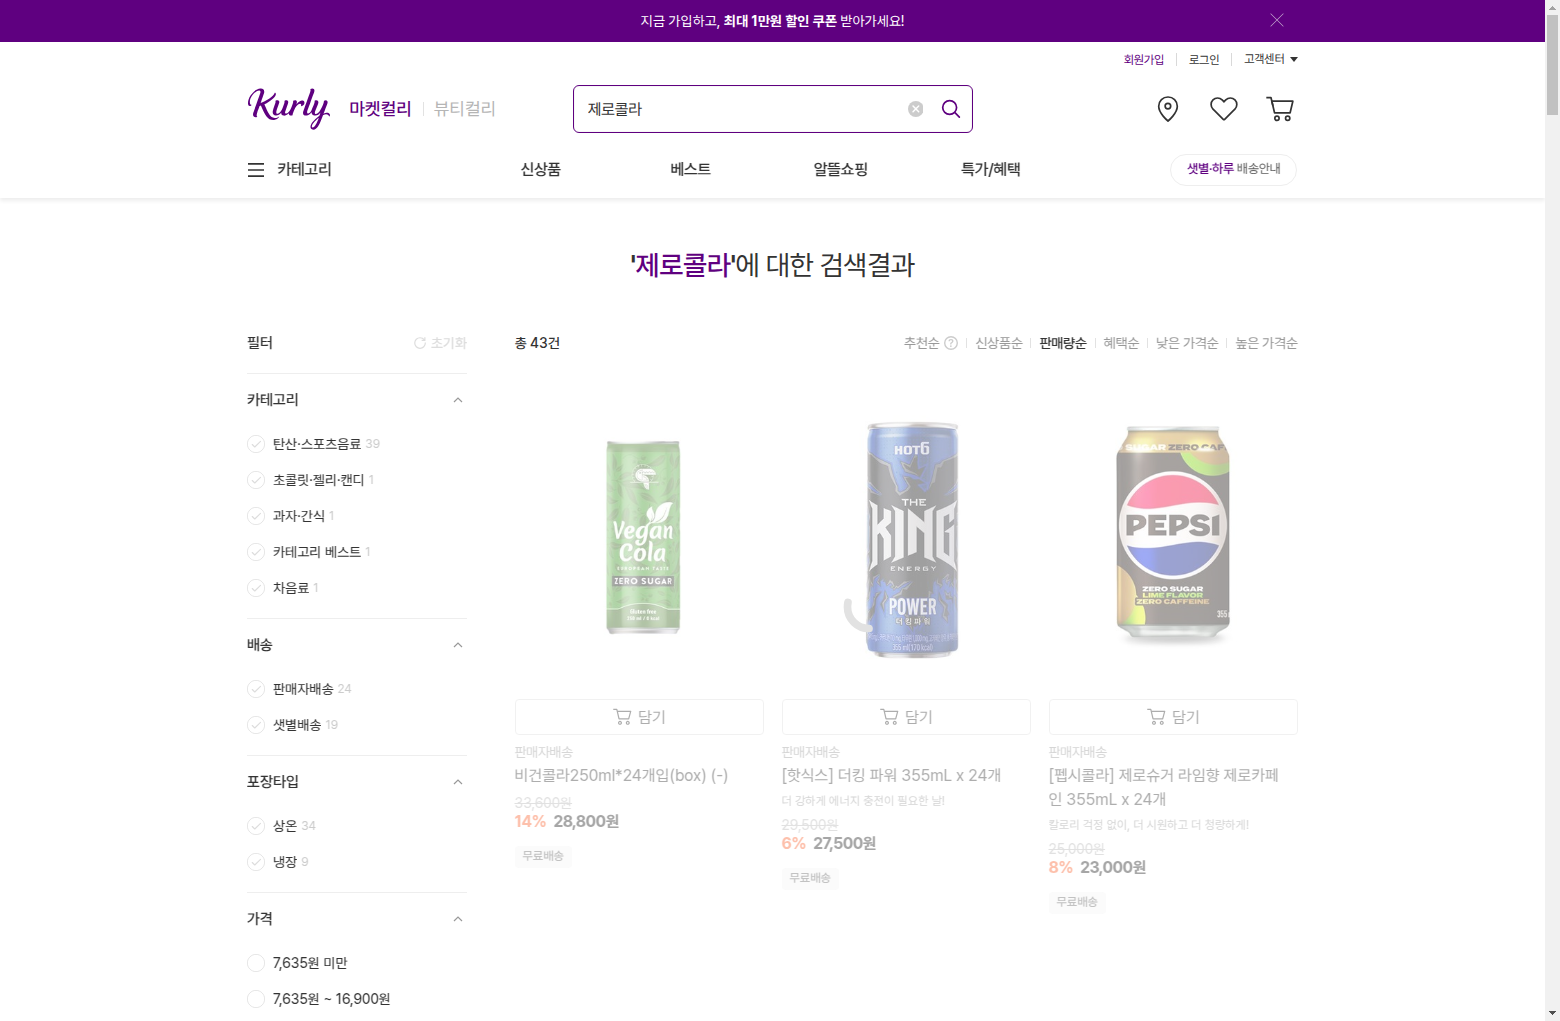 지금 가입하고, 최대 1만원 할인 쿠폰 받아가세요!
회원가입 로그인 고객센터
Kurly 마켓컬리 뷰티컬리 제로콜라
카테고리 신상품 베스트 알뜰쇼핑 특가/혜택 샛별·하루 배송안내
'제로콜라'에 대한 검색결과
필터 초기화
총 43건 추천순 ? 신상품순 판매량순 혜택순 낮은 가격순 높은 가격순
카테고리
탄산·스포츠음료 39
초콜릿·젤리·캔디 1
과자·간식 1
카테고리 베스트 1
차음료 1
배송
판매자배송 24
샛별배송 19
포장타입
상온 34
냉장 9
가격
7,635원 미만
7,635원 ~ 16,900원
Vegan
Cola
EUROPEAN TASTE
ZERO SUGAR
Gluten free
담기
판매자배송
비건콜라250ml*24개입(box) (-)
33,600원
14% 28,800원
무료배송
HOT6
THE
KING
ENERGY
POWER
더킹파워
355 ml(120 kcal)
담기
판매자배송
[핫식스] 더킹 파워 355mL x 24개
더 강하게 에너지 충전이 필요한 날!
29,500원
6% 27,500원
무료배송
SUGAR ZERO CAF
PEPSI
ZERO SUGAR
LIME FLAVOR
ZERO CAFFEINE
355
담기
판매자배송
[펩시콜라] 제로슈거 라임향 제로카페
인 355mL x 24개
칼로리 걱정 없이, 더 시원하고 더 청량하게!
25,000원
8% 23,000원
무료배송